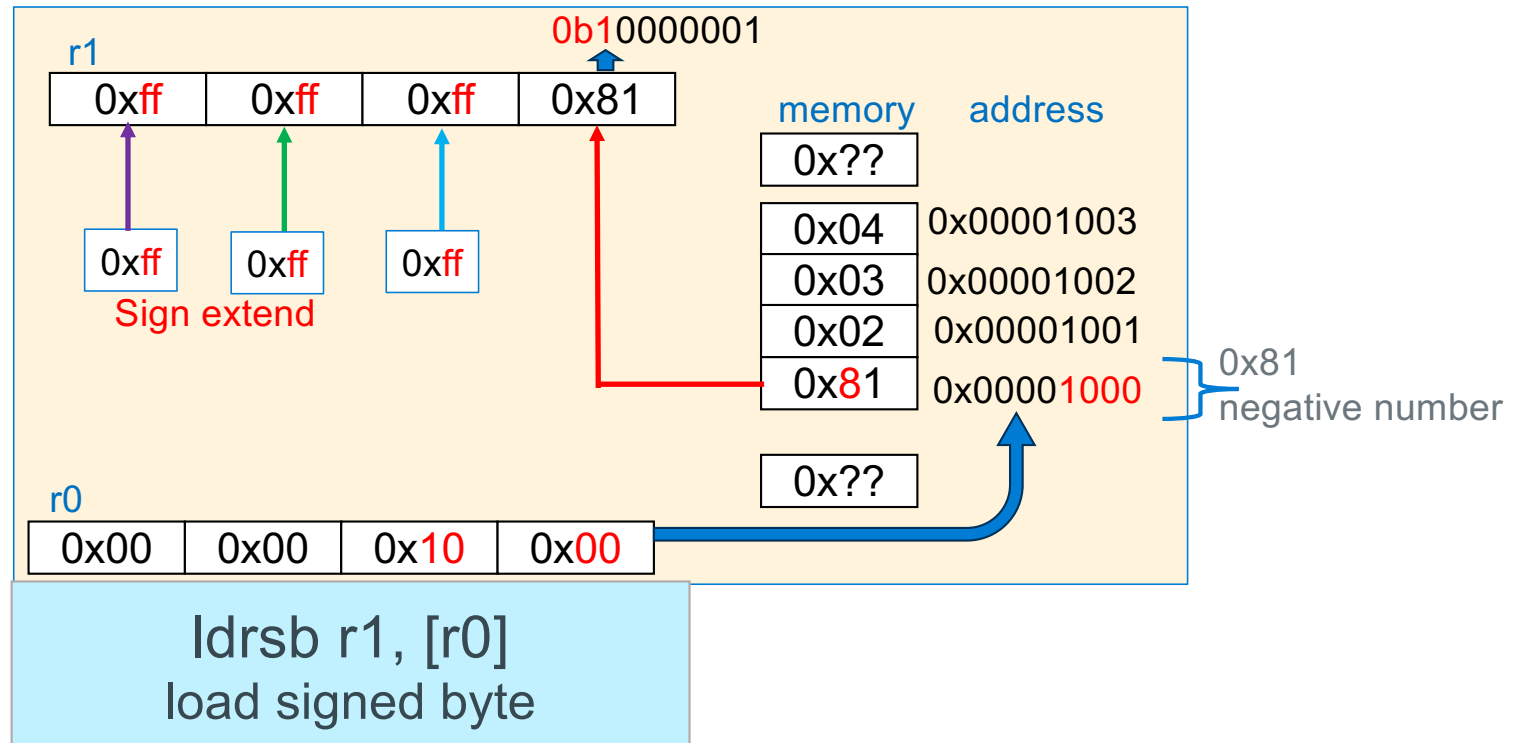 0b10000001
r1
0xff 0xff 0xff 0x81
memory address
0x??
0x04 0x00001003
0xff 0xff 0xff
0x03 0x00001002
Sign extend
0x02 0x00001001
0x81 0x00001000
0x81
negative number
0x??
r0
0x00 0x00 0x10 0x00
ldrsb r1, [r0]
load signed byte